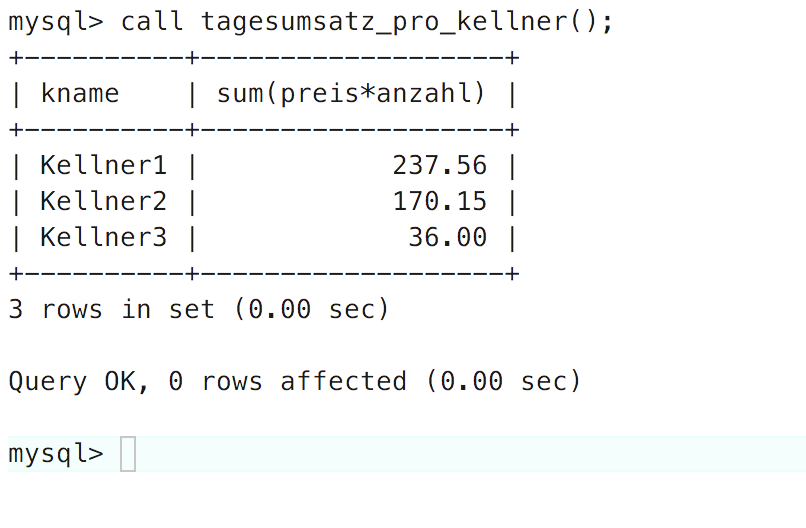 mysql> call tagesumsatz_pro_kellner();
+----------+-------------------+
| kname    | sum(preis*anzahl) |
+----------+-------------------+
| Kellner1 |            237.56 |
| Kellner2 |            170.15 |
| Kellner3 |             36.00 |
+----------+-------------------+
3 rows in set (0.00 sec)

Query OK, 0 rows affected (0.00 sec)

mysql>